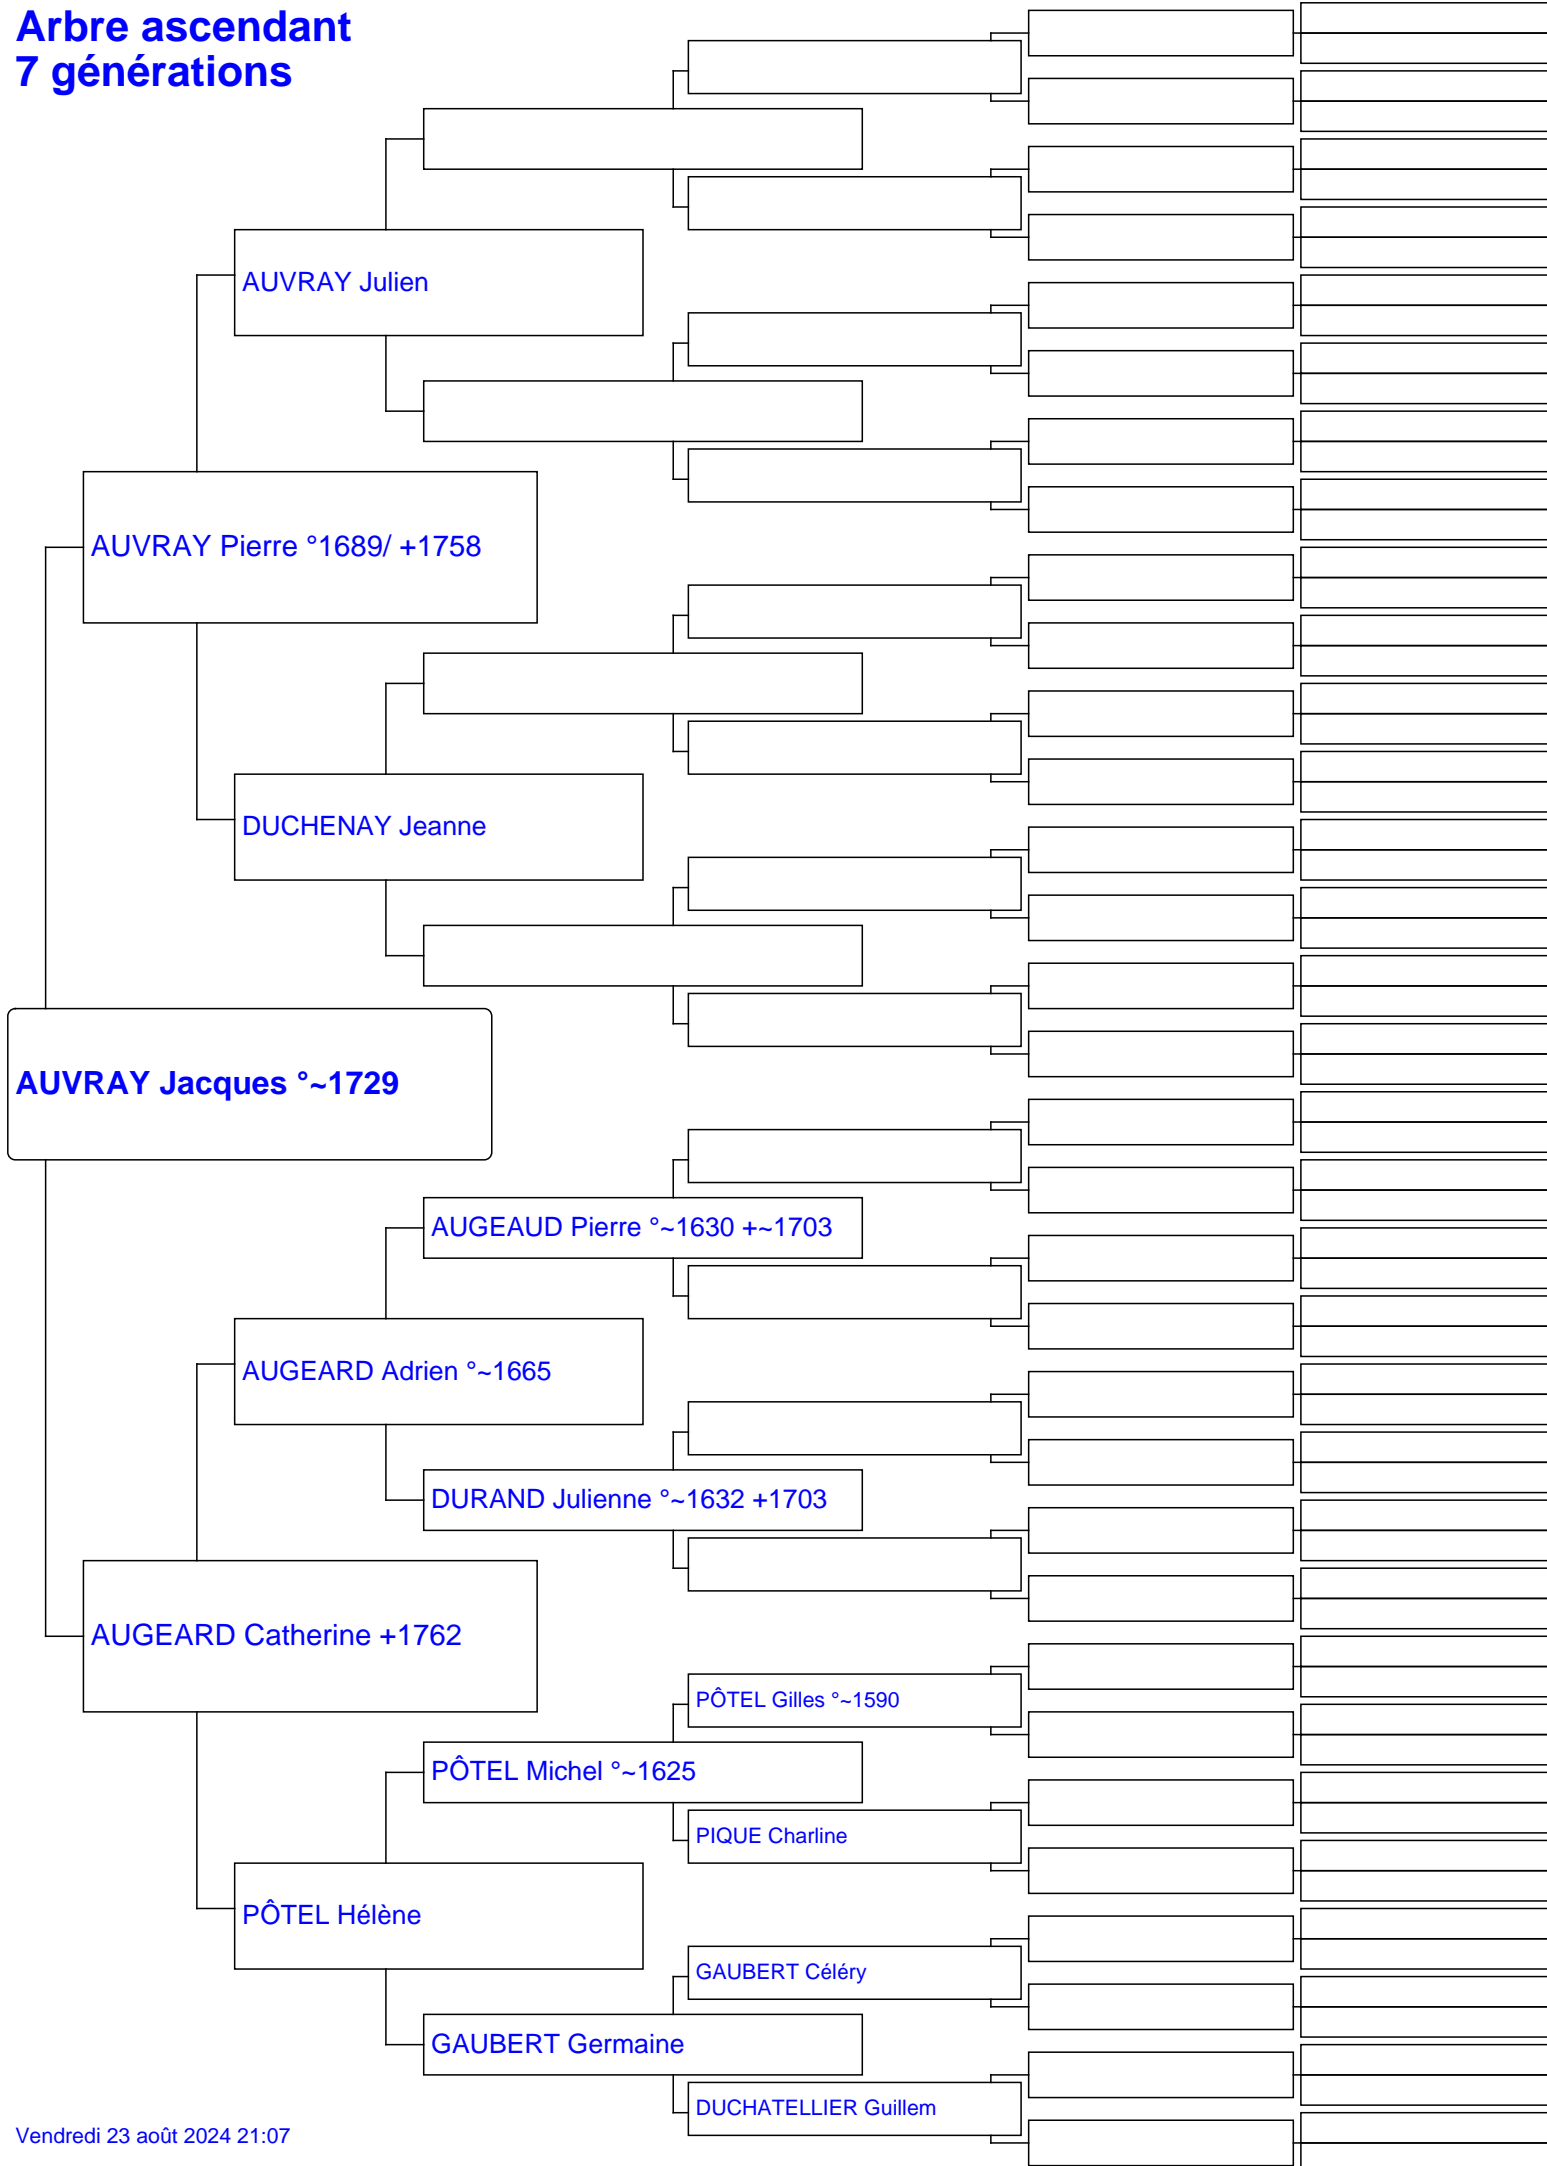 Arbre ascendant
7 générations
AUVRAY Julien
AUVRAY Pierre °1689/ +1758
DUCHENAY Jeanne
AUVRAY Jacques °~1729
AUGEAUD Pierre °~1630 +~1703
AUGEARD Adrien °~1665
DURAND Julienne °~1632 +1703
AUGEARD Catherine +1762
PÔTEL Gilles °~1590
PÔTEL Michel °~1625
PIQUE Charline
PÔTEL Hélène
GAUBERT Céléry
GAUBERT Germaine
DUCHATELLIER Guillem
Vendredi 23 août 2024 21:07